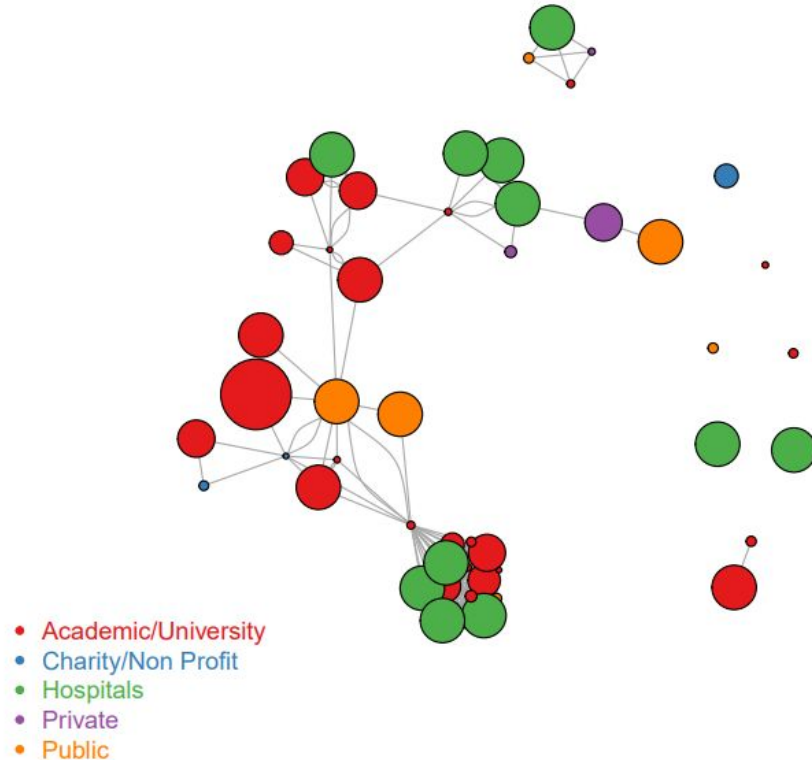 Academic/University
Charity/Non Profit
Hospitals
Private
Public